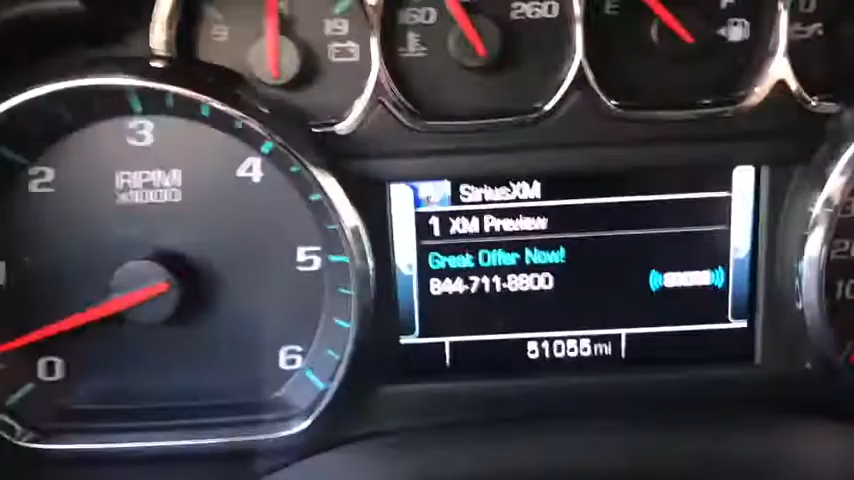 19
160
260
E
F
3
RPM
x1000
2
4
5
0
6
SiriusXM
1 XM Preview
Great Offer Now!
844-711-8800
((SIRIUSXM))
51055 mi